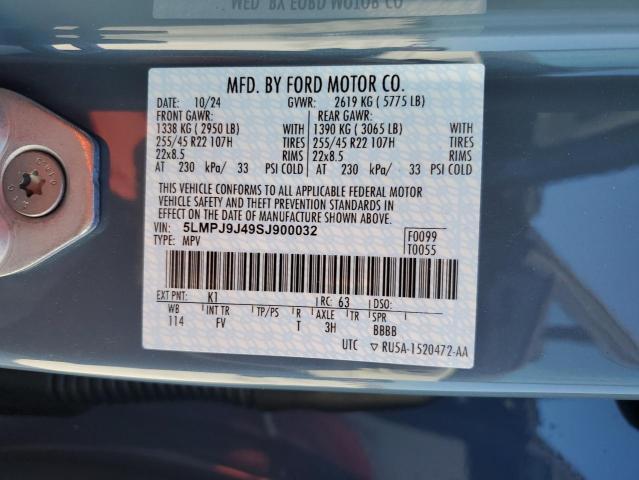 MFD. BY FORD MOTOR CO.
DATE: 10/24 GVWR: 2619 KG ( 5775 LB)
FRONT GAWR: REAR GAWR:
1338 KG ( 2950 LB) WITH 1390 KG ( 3065 LB) WITH
255/45 R22 107H TIRES 255/45 R22 107H TIRES
22x8.5 RIMS 22x8.5 RIMS
AT 230 kPa/ 33 PSI COLD AT 230 kPa/ 33 PSI COLD
THIS VEHICLE CONFORMS TO ALL APPLICABLE FEDERAL MOTOR
VEHICLE SAFETY AND THEFT PREVENTION STANDARDS IN
EFFECT ON THE DATE OF MANUFACTURE SHOWN ABOVE.
VIN: 5LMPJ9J49SJ900032 F0099
TYPE: MPV T0055
EXT PNT: K1 RC: 63 DSO:
WB INT TR TP/PS R AXLE TR SPR
114 FV T 3H BBBB
UTC ▽ RU5A-1520472-AA